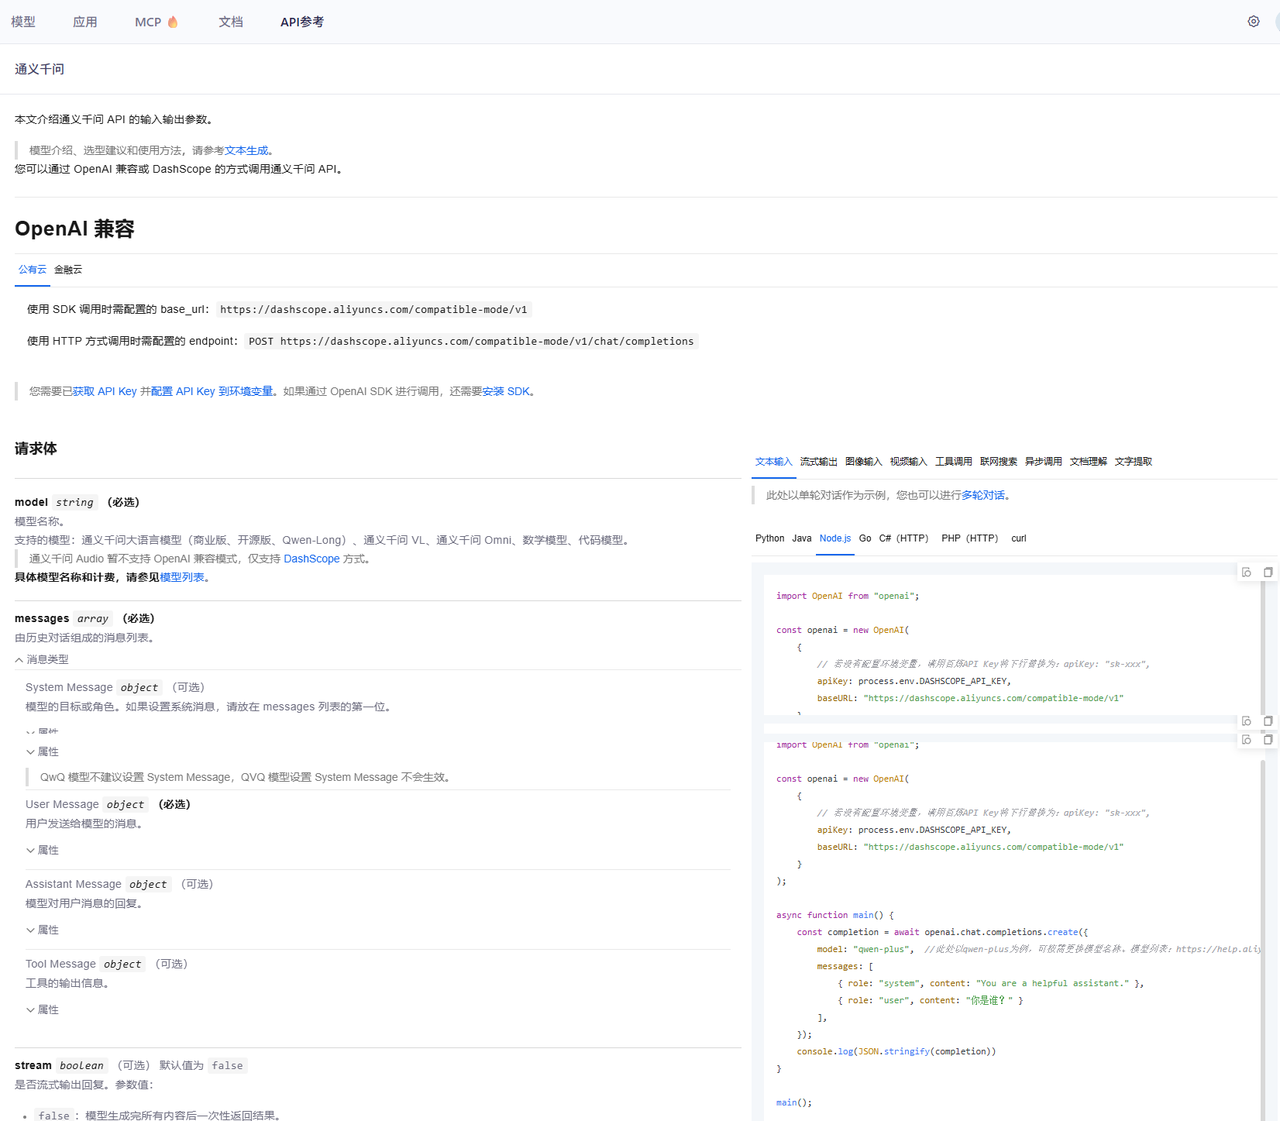 模型 应用 MCP 文档 API参考
通义千问
本文介绍通义千问 API 的输入输出参数。
模型介绍、选型建议和使用方法，请参考文本生成。
您可以通过 OpenAI 兼容或 DashScope 的方式调用通义千问 API。
OpenAI 兼容
公有云 金融云
使用 SDK 调用时需配置的 base_url： https://dashscope.aliyuncs.com/compatible-mode/v1
使用 HTTP 方式调用时需配置的 endpoint： POST https://dashscope.aliyuncs.com/compatible-mode/v1/chat/completions
您需要已获取 API Key 并配置 API Key 到环境变量。如果通过 OpenAI SDK 进行调用，还需要安装 SDK。
请求体
model string （必选）
模型名称。
支持的模型：通义千问大语言模型（商业版、开源版、Qwen-Long）、通义千问 VL、通义千问 Omni、数学模型、代码模型。
通义千问 Audio 暂不支持 OpenAI 兼容模式，仅支持 DashScope 方式。
具体模型名称和计费，请参见模型列表。
messages array （必选）
由历史对话组成的消息列表。
消息类型
System Message object （可选）
模型的目标或角色。如果设置系统消息，请放在 messages 列表的第一位。
属性
属性
QwQ 模型不建议设置 System Message，QVQ 模型设置 System Message 不会生效。
User Message object （必选）
用户发送给模型的消息。
属性
Assistant Message object （可选）
模型对用户消息的回复。
属性
Tool Message object （可选）
工具的输出信息。
属性
stream boolean （可选） 默认值为 false
是否流式输出回复。参数值：
• false：模型生成完所有内容后一次性返回结果。
文本输入 流式输出 图像输入 视频输入 工具调用 联网搜索 异步调用 文档理解 文字提取
此处以单轮对话作为示例，您也可以进行多轮对话。
Python Java Node.js Go C#（HTTP） PHP（HTTP） curl
import OpenAI from "openai";
const openai = new OpenAI(
{
// 若没有配置环境变量，请用百炼API Key将下行替换为：apiKey: "sk-xxx",
apiKey: process.env.DASHSCOPE_API_KEY,
baseURL: "https://dashscope.aliyuncs.com/compatible-mode/v1"
}
import OpenAI from "openai";
const openai = new OpenAI(
{
// 若没有配置环境变量，请用百炼API Key将下行替换为：apiKey: "sk-xxx",
apiKey: process.env.DASHSCOPE_API_KEY,
baseURL: "https://dashscope.aliyuncs.com/compatible-mode/v1"
}
);
async function main() {
const completion = await openai.chat.completions.create({
model: "qwen-plus", //此处以qwen-plus为例，可按需更换模型名称。模型列表：https://help.aliy
messages: [
{ role: "system", content: "You are a helpful assistant." },
{ role: "user", content: "你是谁？" }
],
});
console.log(JSON.stringify(completion))
}
main();